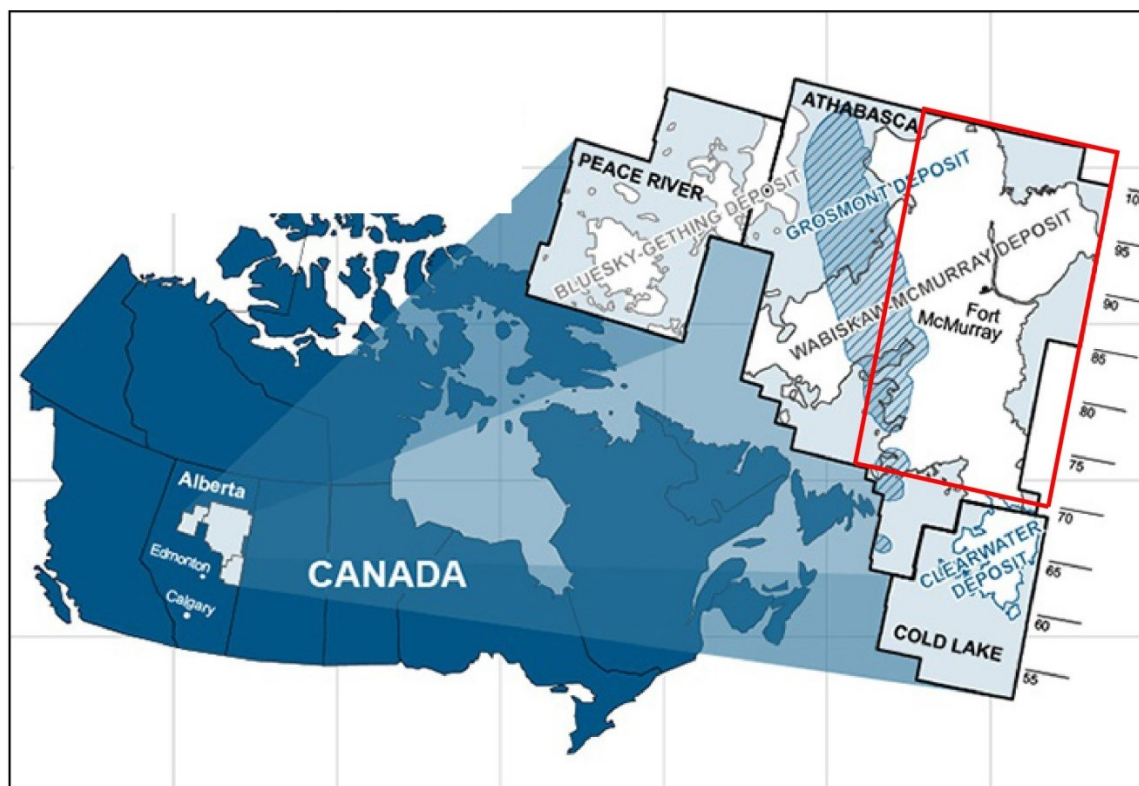 ATHABASCA
PEACE RIVER
GROSMONT DEPOSIT
BLUESKY-GETHING DEPOSIT
WABISKAW-MCMURRAY DEPOSIT
Fort
McMurray
10
95
90
85
80
75
70
65
60
55
CLEARWATER
DEPOSIT
COLD LAKE
Alberta
Edmonton
Calgary
CANADA